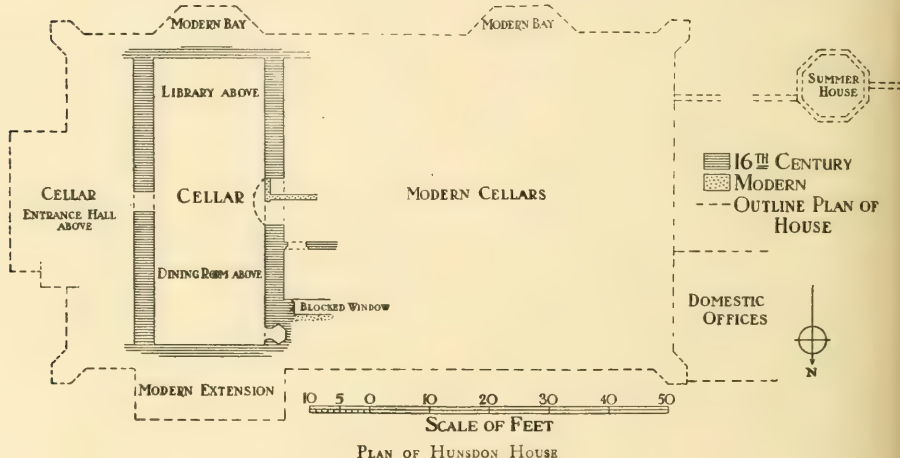 MODERN BAY
MODERN BAY
LIBRARY ABOVE
SUMMER
HOUSE
CELLAR
ENTRANCE HALL
ABOVE
CELLAR
MODERN CELLARS
16TH CENTURY
MODERN
OUTLINE PLAN OF
HOUSE
DINING ROOM ABOVE
BLOCKED WINDOW
DOMESTIC
OFFICES
N
MODERN EXTENSION
10 5 0 10 20 30 40 50
SCALE OF FEET
PLAN OF HUNSDON HOUSE